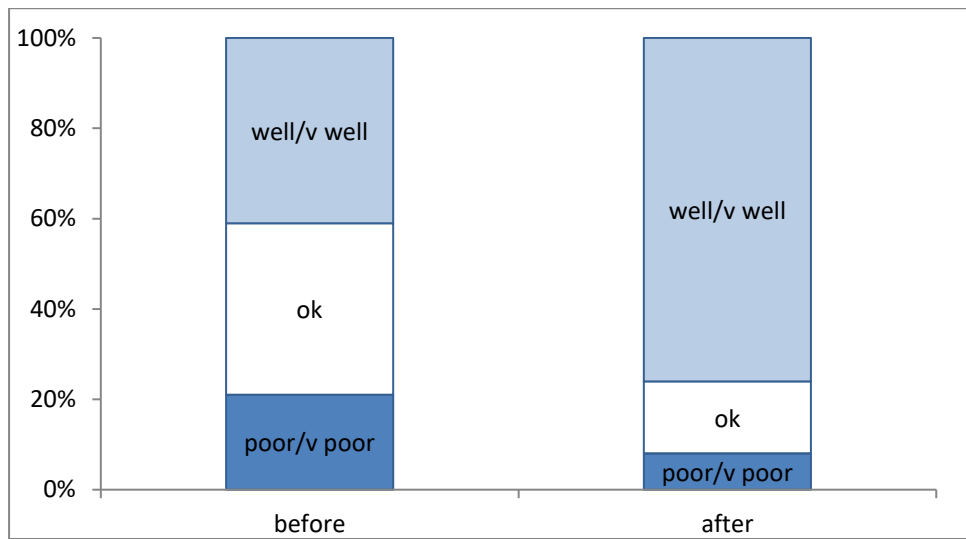 100%
80%
60%
40%
20%
0%
well/v well
ok
poor/v poor
well/v well
ok
poor/v poor
before
after